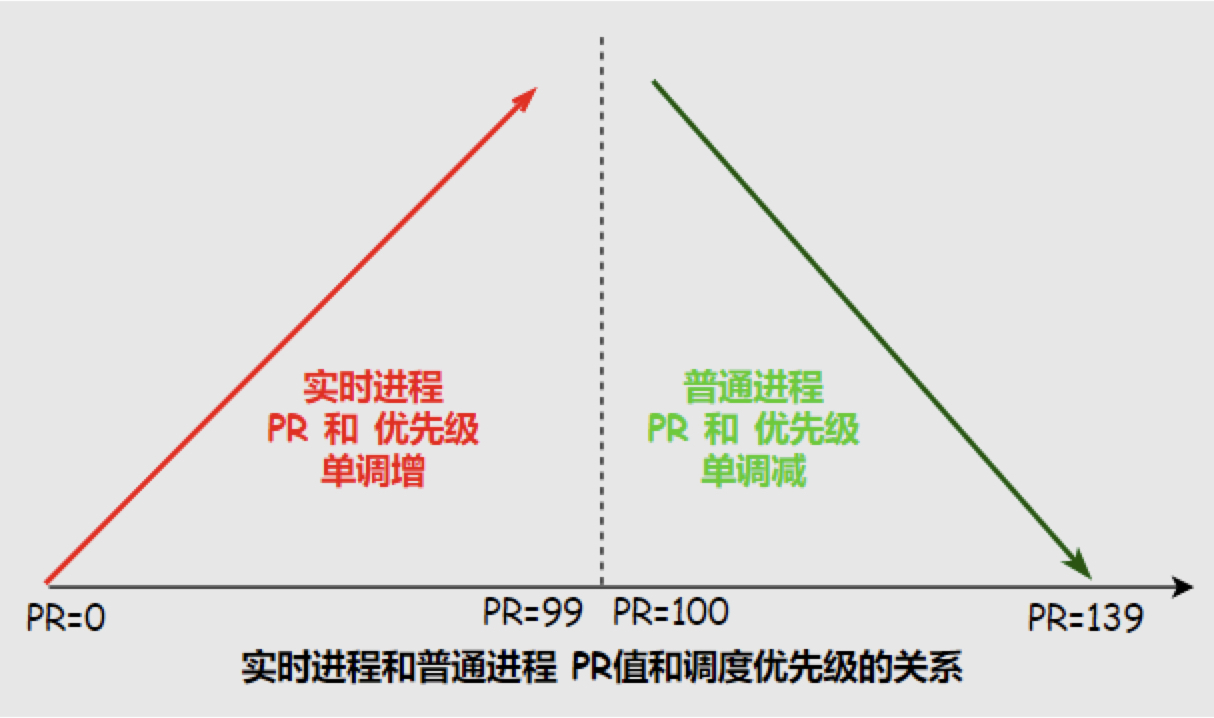 实时进程
PR 和 优先级
单调增
普通进程
PR 和 优先级
单调减
PR=0
PR=99
PR=100
PR=139
实时进程和普通进程 PR值和调度优先级的关系